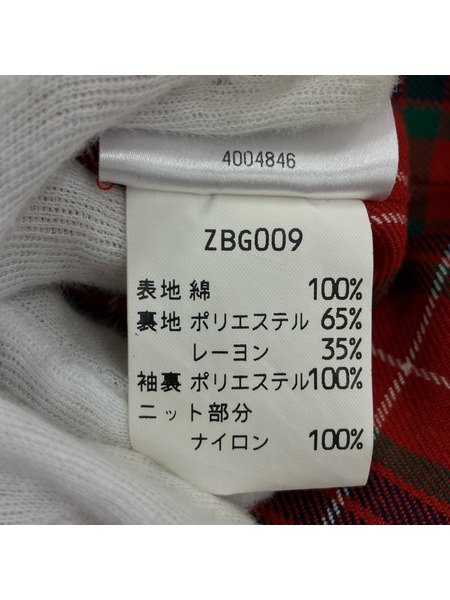 4004846
ZBG009
表地 綿 100%
裏地 ポリエステル 65%
レーヨン 35%
袖裏 ポリエステル100%
ニット部分
ナイロン 100%